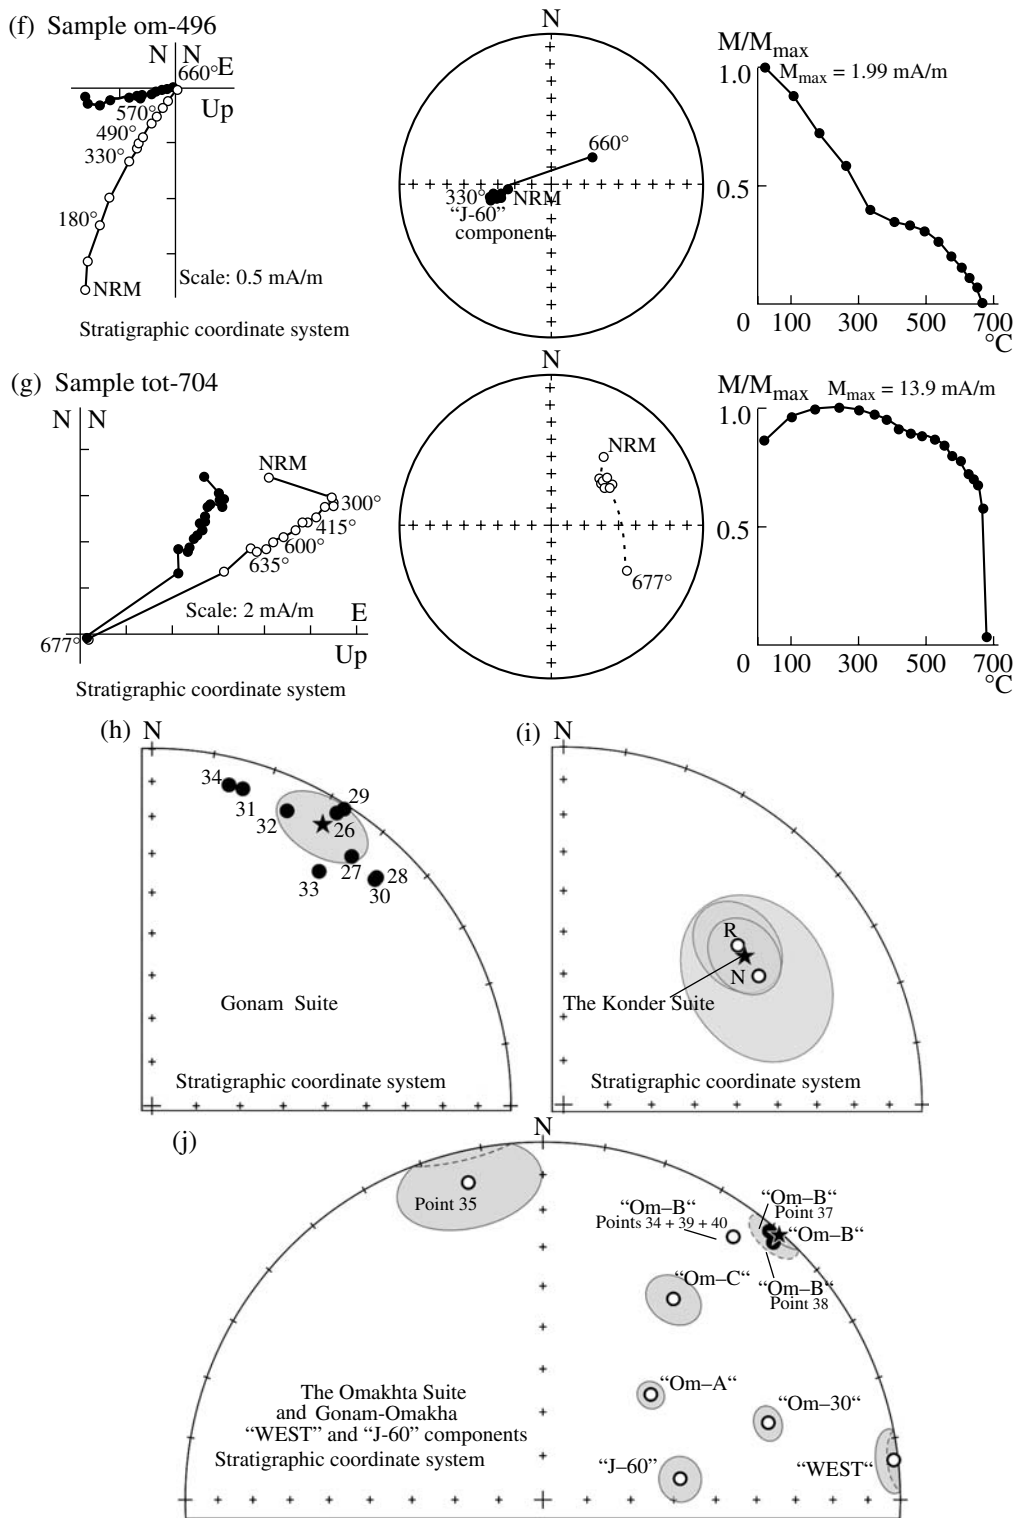 (f) Sample om-496
N N
660° E
Up
570°
490°
330°
180°
NRM
Scale: 0.5 mA/m
Stratigraphic coordinate system
N
660°
330°
NRM
“J-60”
component
M/Mmax
1.0
Mmax = 1.99 mA/m
0.5
0 100 300 500 700
°C
(g) Sample tot-704
N N
NRM
300°
415°
600°
635°
Scale: 2 mA/m
E
677°
Up
Stratigraphic coordinate system
N
NRM
677°
M/Mmax
Mmax = 13.9 mA/m
1.0
0.5
0 100 300 500 700
°C
(h)
N
34
31
32
29
26
27
33
28
30
Gonam Suite
Stratigraphic coordinate system
(i)
N
R
N
The Konder Suite
Stratigraphic coordinate system
(j)
N
Point 35
“Om–B“
Points 34 + 39 + 40
“Om–B“
Point 37
“Om–B“
“Om–B“
Point 38
“Om–C“
“Om–A“
“Om–30“
The Omakhta Suite
and Gonam-Omakha
“WEST” and “J-60” components
Stratigraphic coordinate system
“J–60”
“WEST“